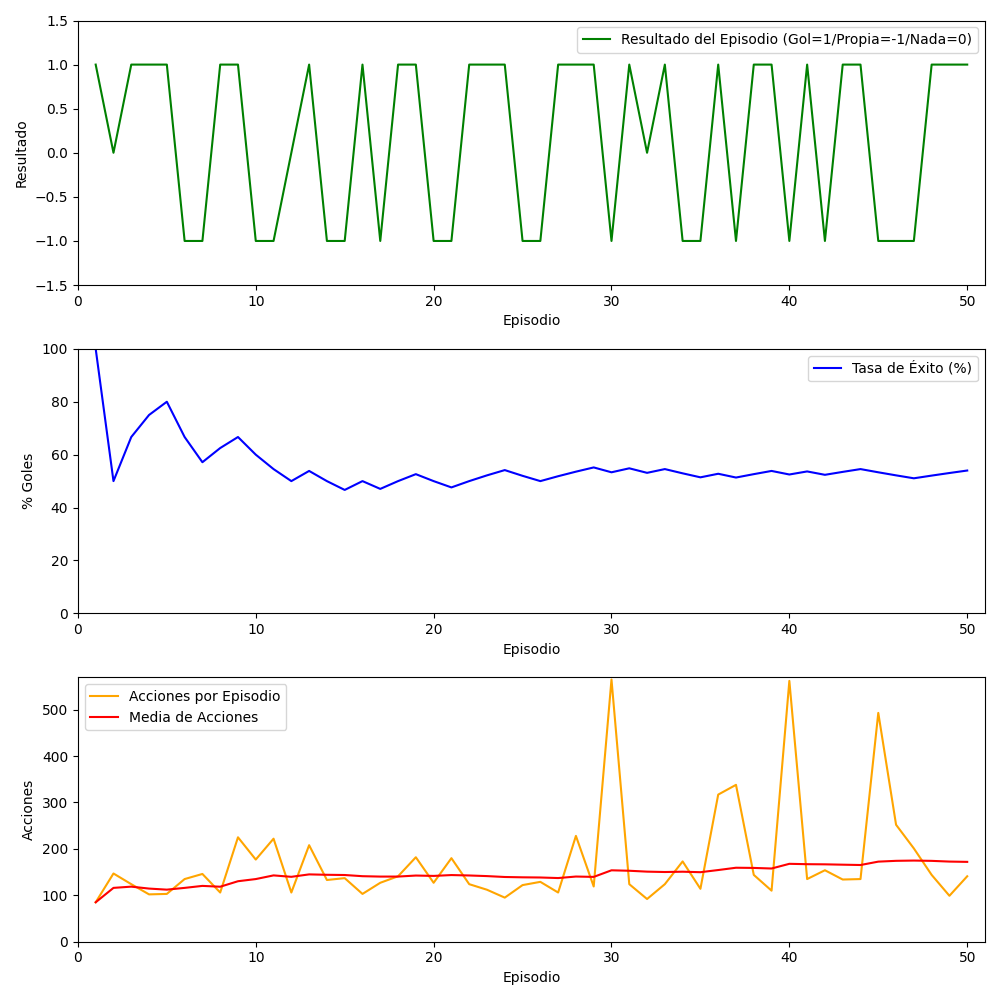 1.5
1.0
0.5
0.0
−0.5
−1.0
−1.5
Resultado
Resultado del Episodio (Gol=1/Propia=-1/Nada=0)
0 10 20 30 40 50
Episodio
100
80
60
40
20
0
% Goles
Tasa de Éxito (%)
0 10 20 30 40 50
Episodio
500
400
300
200
100
0
Acciones
Acciones por Episodio
Media de Acciones
0 10 20 30 40 50
Episodio